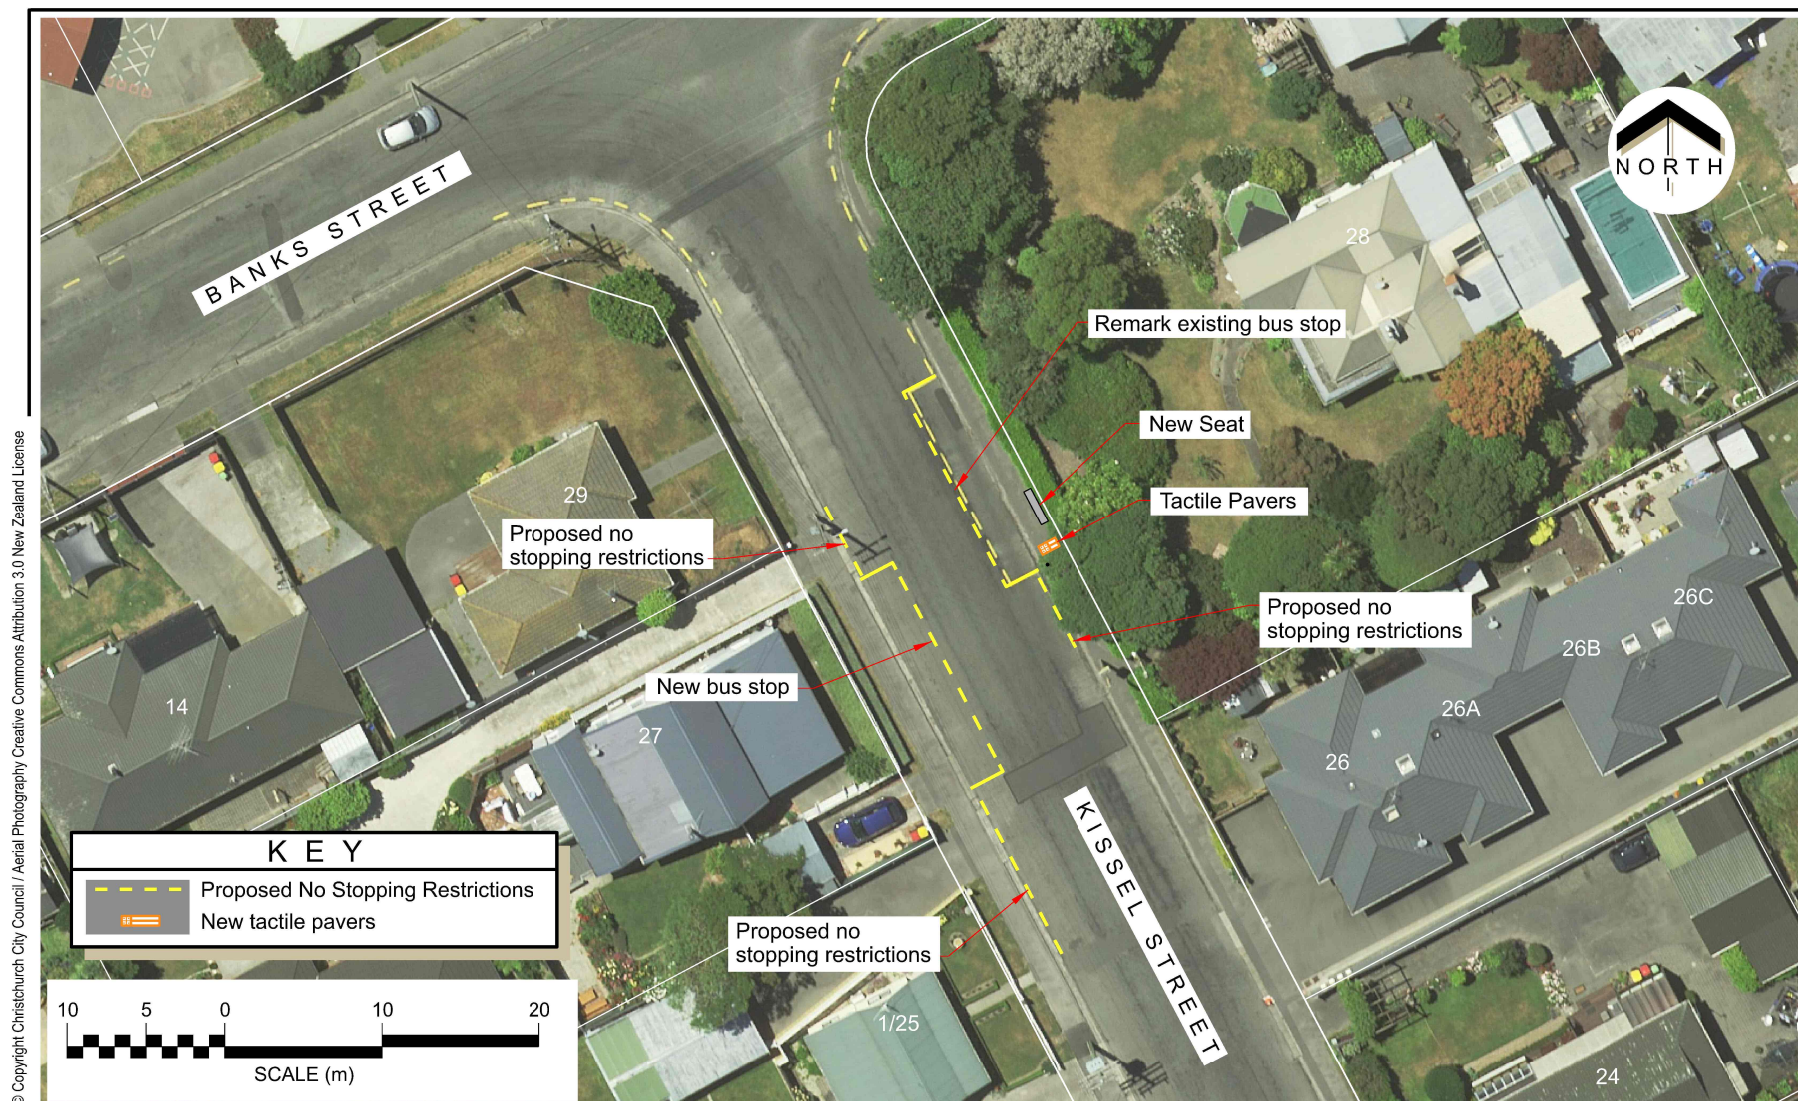 BANKS STREET
NORTH
28
Remark existing bus stop
New Seat
29
Tactile Pavers
Proposed no
stopping restrictions
Proposed no
stopping restrictions
26C
26B
New bus stop
14
27
26A
26
KISSEL STREET
KEY
Proposed No Stopping Restrictions
New tactile pavers
Proposed no
stopping restrictions
10 5 0 10 20
SCALE (m)
1/25
24
© Copyright Christchurch City Council / Aerial Photography Creative Commons Attribution 3.0 New Zealand License